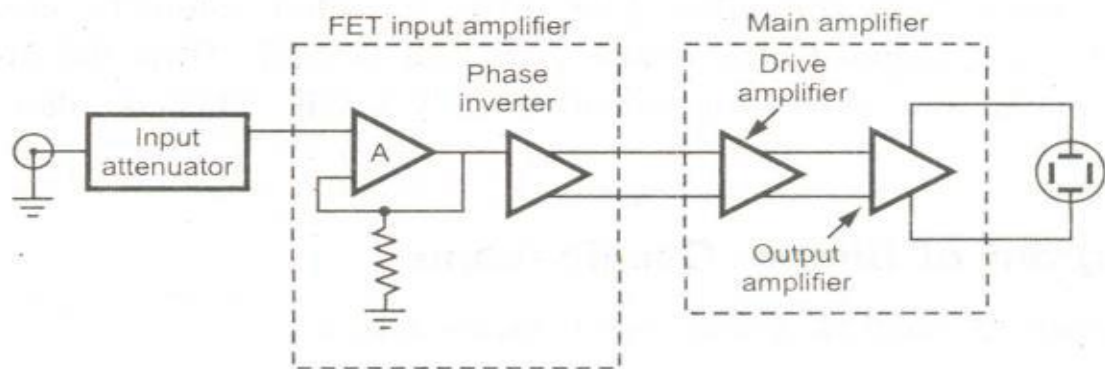 FET input amplifier
Main amplifier
Phase
inverter
Drive
amplifier
Input
attenuator
A
Output
amplifier